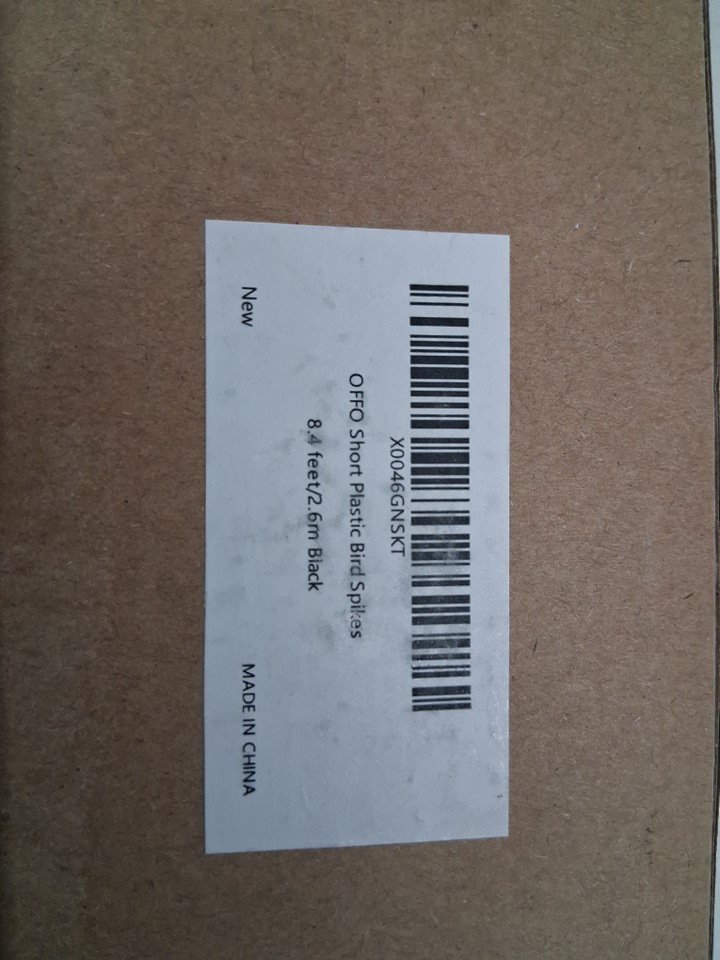 X0046GNSKT
OFFO Short Plastic Bird Spikes
8.4 feet/2.6m Black
New
MADE IN CHINA